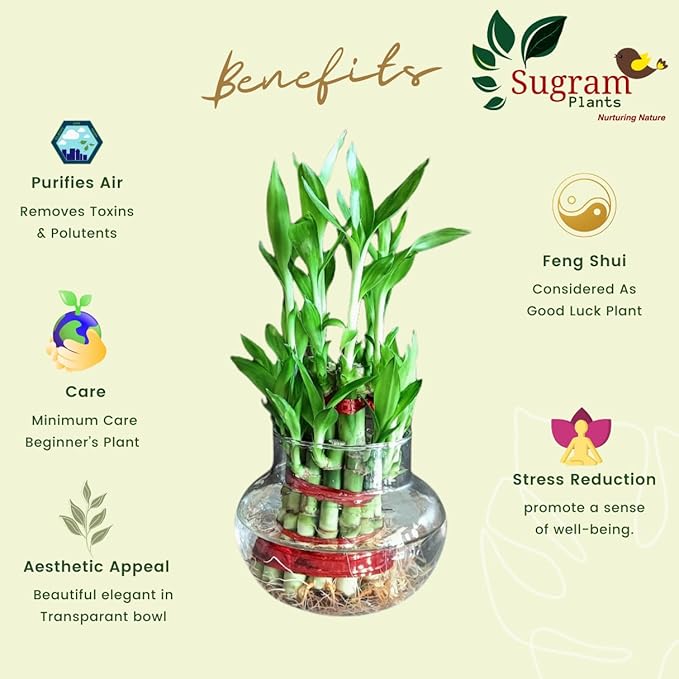 Benefits
Sugram
Plants
Nurturing Nature
Purifies Air
Removes Toxins
& Polutents
Feng Shui
Considered As
Good Luck Plant
Care
Minimum Care
Beginner's Plant
Stress Reduction
promote a sense
of well-being.
Aesthetic Appeal
Beautiful elegant in
Transparant bowl